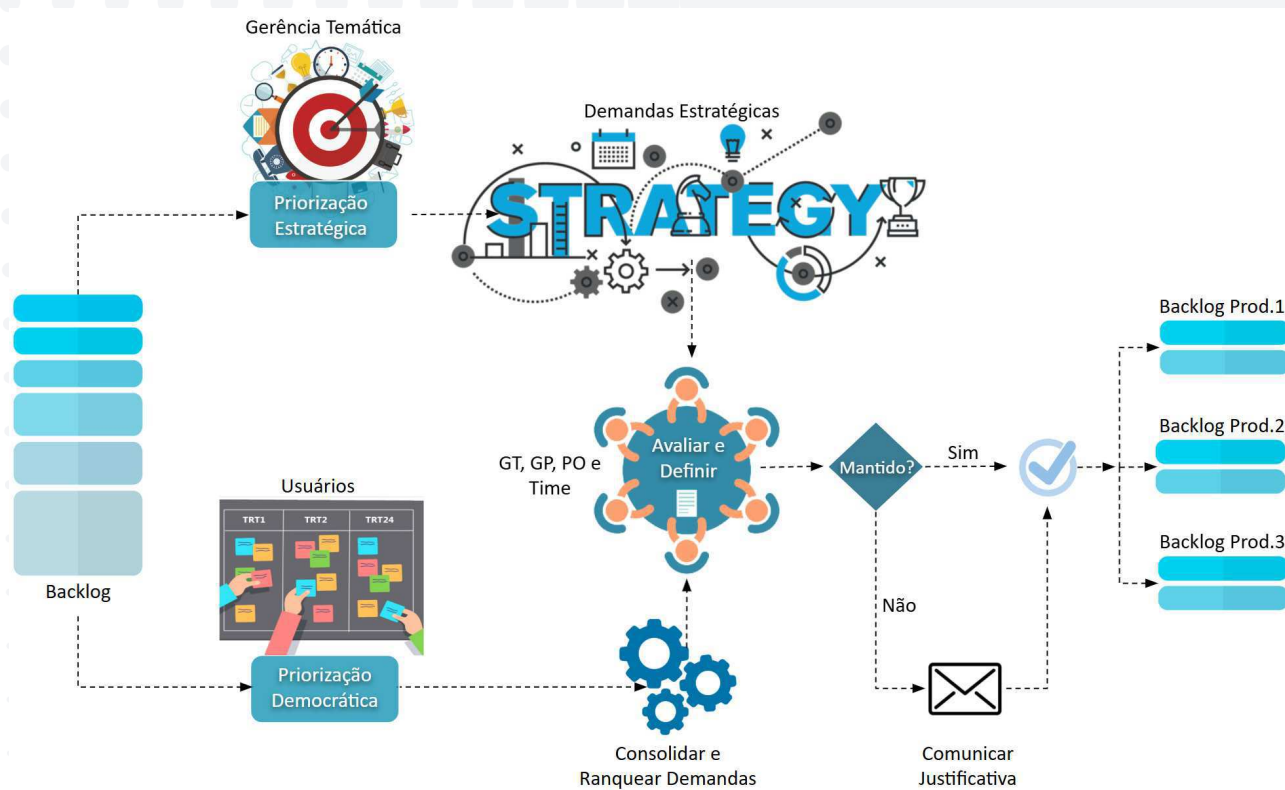 Gerência Temática
Priorização
Estratégica
Demandas Estratégicas
STRATEGY
Backlog
Usuários
TRT1
TRT2
TRT24
Priorização
Democrática
Consolidar e
Ranquear Demandas
GT, GP, PO e
Time
Avaliar e
Definir
Mantido?
Sim
Não
Comunicar
Justificativa
Backlog Prod.1
Backlog Prod.2
Backlog Prod.3